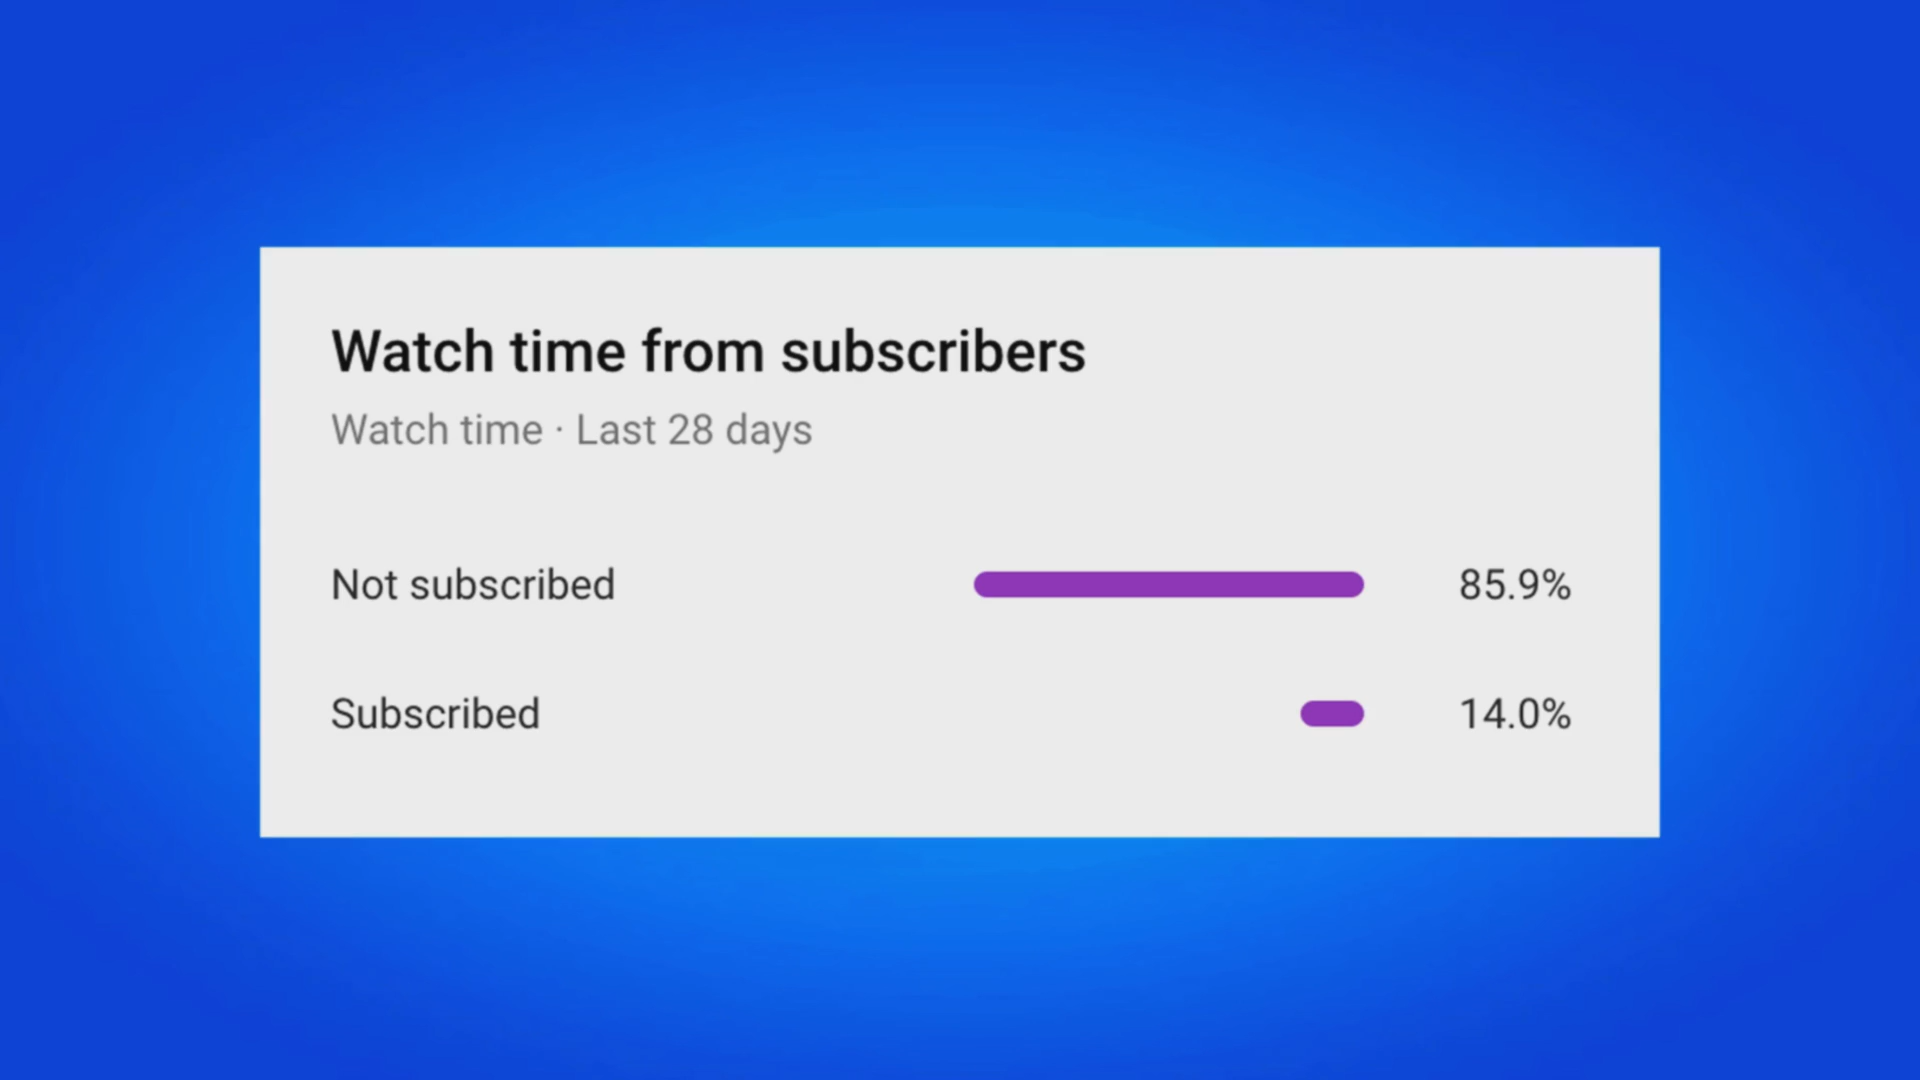 Watch time from subscribers
Watch time · Last 28 days
Not subscribed 85.9%
Subscribed 14.0%